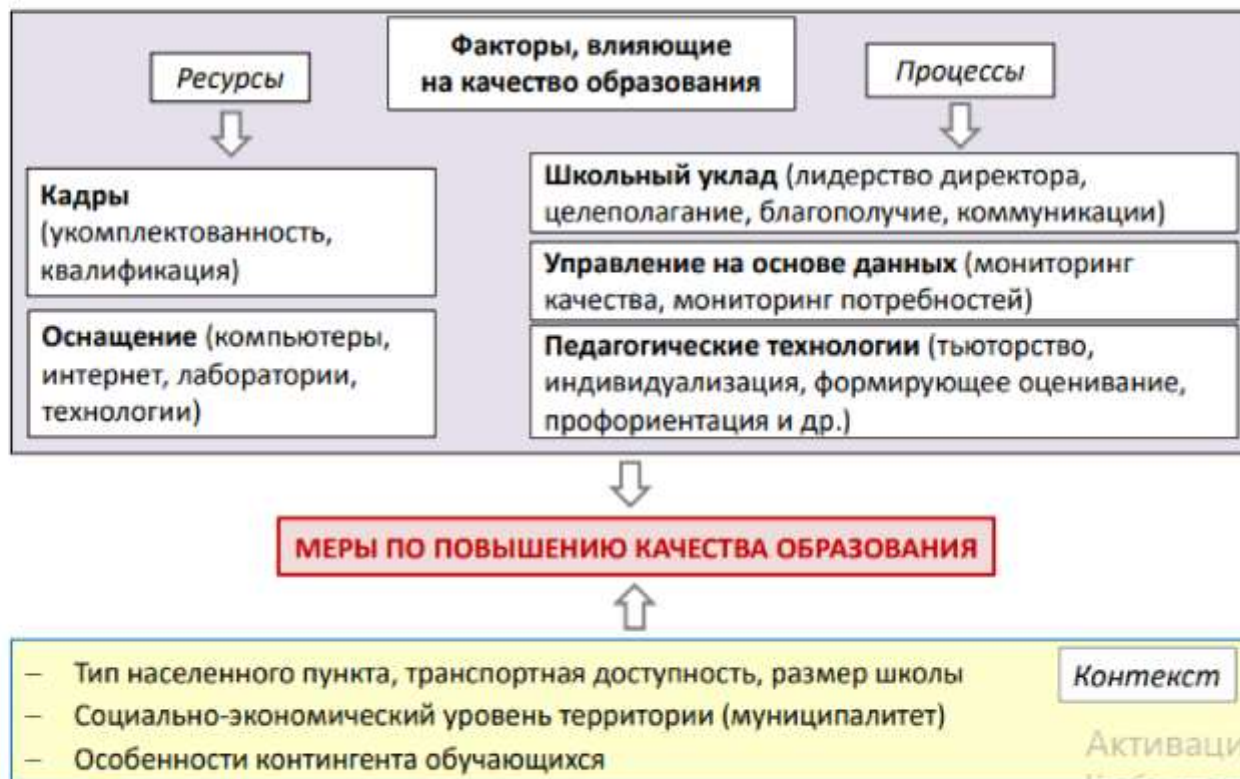 Факторы, влияющие
на качество образования
Ресурсы
Процессы
Кадры
(укомплектованность,
квалификация)
Оснащение (компьютеры,
интернет, лаборатории,
технологии)
Школьный уклад (лидерство директора,
целеполагание, благополучие, коммуникации)
Управление на основе данных (мониторинг
качества, мониторинг потребностей)
Педагогические технологии (тьюторство,
индивидуализация, формирующее оценивание,
профориентация и др.)
МЕРЫ ПО ПОВЫШЕНИЮ КАЧЕСТВА ОБРАЗОВАНИЯ
– Тип населенного пункта, транспортная доступность, размер школы
– Социально-экономический уровень территории (муниципалитет)
– Особенности контингента обучающихся
Контекст
Активаци